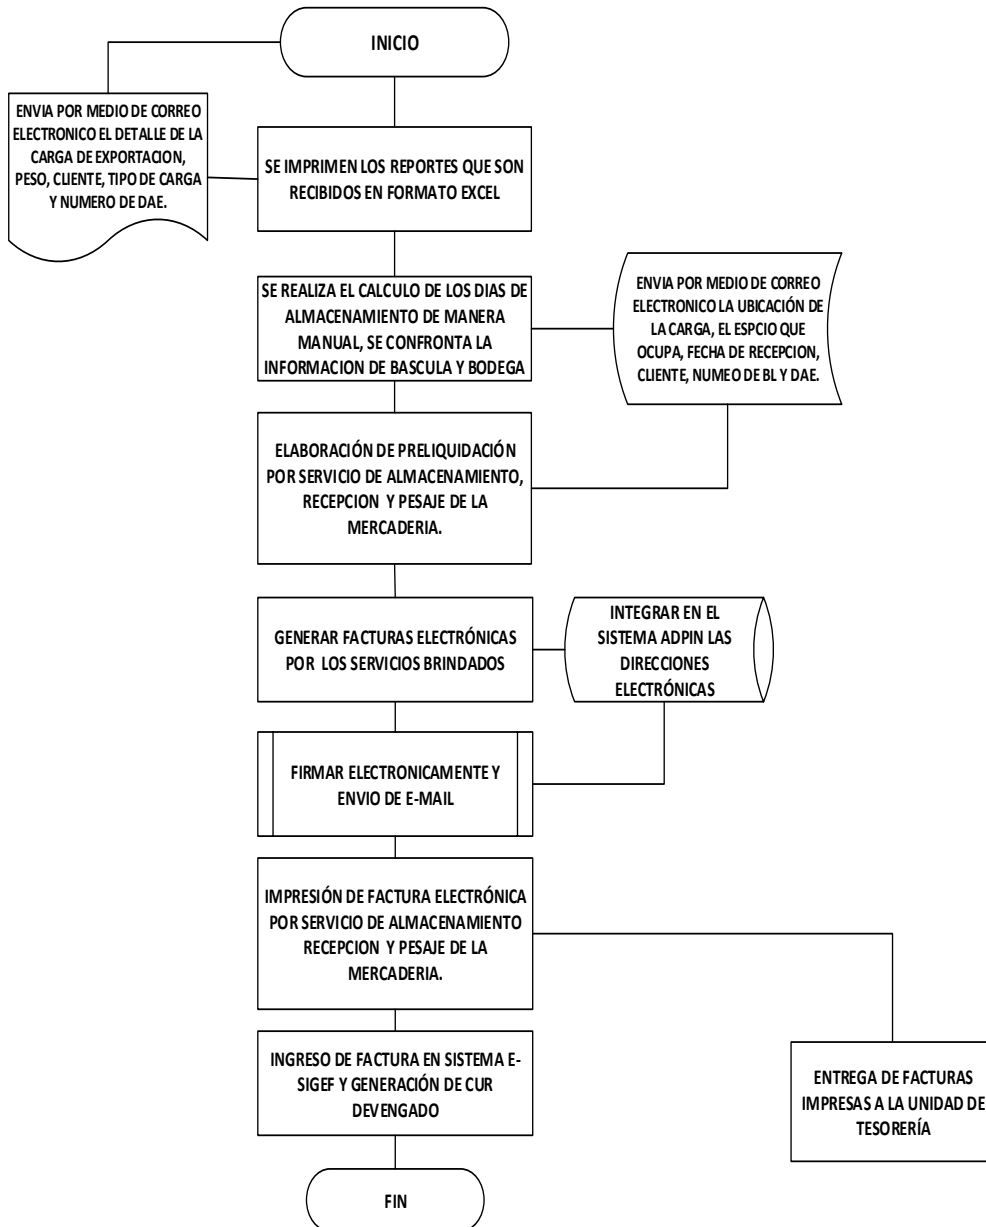 INICIO
ENVIA POR MEDIO DE CORREO
ELECTRONICO EL DETALLE DE LA
CARGA DE EXPORTACION,
PESO, CLIENTE, TIPO DE CARGA
Y NUMERO DE DAE.
SE IMPRIMEN LOS REPORTES QUE SON
RECIBIDOS EN FORMATO EXCEL
SE REALIZA EL CALCULO DE LOS DIAS DE
ALMACENAMIENTO DE MANERA
MANUAL, SE CONFRONTA LA
INFORMACION DE BASCULA Y BODEGA
ENVIA POR MEDIO DE CORREO
ELECTRONICO LA UBICACIÓN DE
LA CARGA, EL ESPCIO QUE
OCUPA, FECHA DE RECEPCION,
CLIENTE, NUMEO DE BL Y DAE.
ELABORACIÓN DE PRELIQUIDACIÓN
POR SERVICIO DE ALMACENAMIENTO,
RECEPCION Y PESAJE DE LA
MERCADERIA.
GENERAR FACTURAS ELECTRÓNICAS
POR LOS SERVICIOS BRINDADOS
INTEGRAR EN EL
SISTEMA ADPIN LAS
DIRECCIONES
ELECTRÓNICAS
FIRMAR ELECTRONICAMENTE Y
ENVIO DE E-MAIL
IMPRESIÓN DE FACTURA ELECTRÓNICA
POR SERVICIO DE ALMACENAMIENTO
RECEPCION Y PESAJE DE LA
MERCADERIA.
INGRESO DE FACTURA EN SISTEMA E-
SIGEF Y GENERACIÓN DE CUR
DEVENGADO
ENTREGA DE FACTURAS
IMPRESAS A LA UNIDAD DE
TESORERÍA
FIN